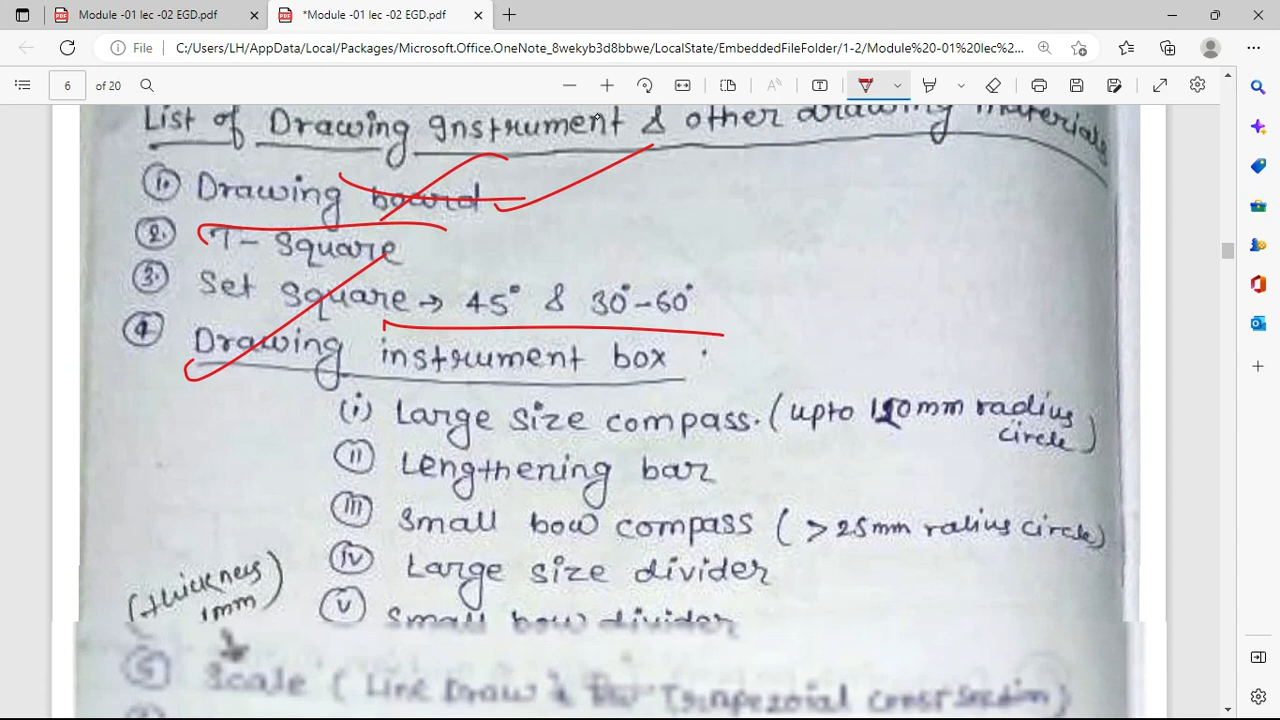 Module -01 lec -02 EGD.pdf
*Module -01 lec -02 EGD.pdf
File
C:/Users/LH/AppData/Local/Packages/Microsoft.Office.OneNote_8wekyb3d8bbwe/LocalState/EmbeddedFileFolder/1-2/Module%20-01%20lec%2...
6 of 20
List of Drawing Instrument & other drawing materials
1. Drawing board
2. T- Square
3. Set Square → 45° & 30°-60°
4 Drawing instrument box
(i) Large size compass. (upto 120mm radius
circle)
ii) Lengthening bar
iii) Small bow compass ( >25mm radius circle)
iv) Large size divider
v) Small bow divider
(thickness
1mm)
5 Scale ( Line Draw